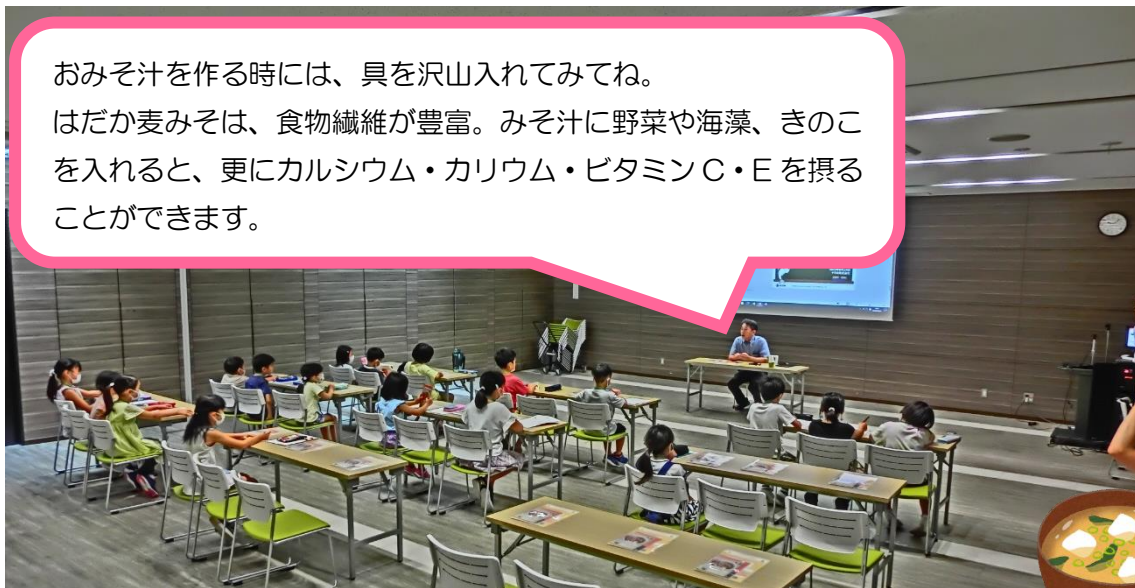 おみそ汁を作る時には、具を沢山入れてみてね。
はだか麦みそは、食物繊維が豊富。みそ汁に野菜や海藻、きのこ
を入れると、更にカルシウム・カリウム・ビタミンC・Eを摂る
ことができます。